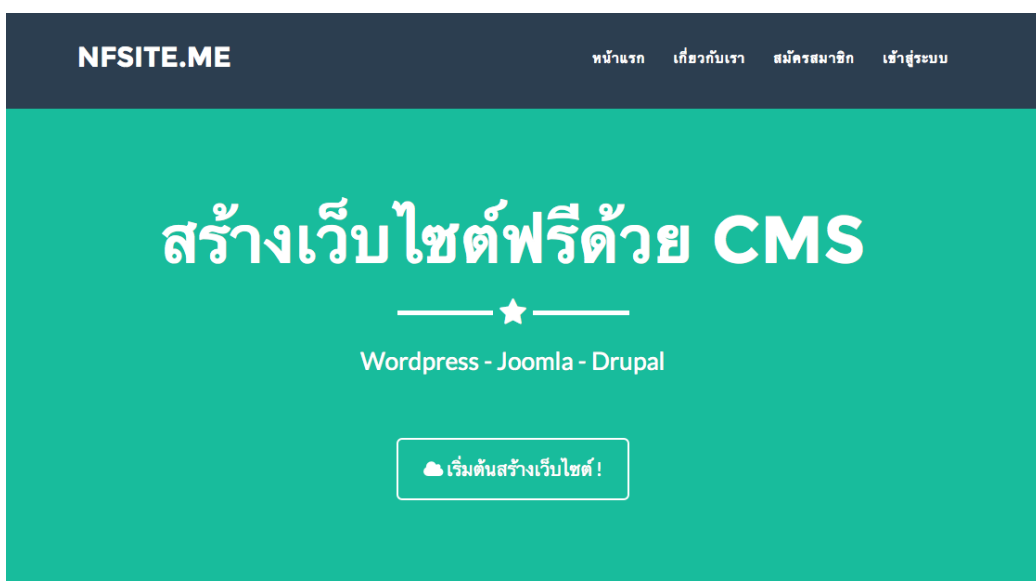 NFSITE.ME
หน้าแรก เกี่ยวกับเรา สมัครสมาชิก เข้าสู่ระบบ
สร้างเว็บไซต์ฟรีด้วย CMS
Wordpress - Joomla - Drupal
เริ่มต้นสร้างเว็บไซต์ !